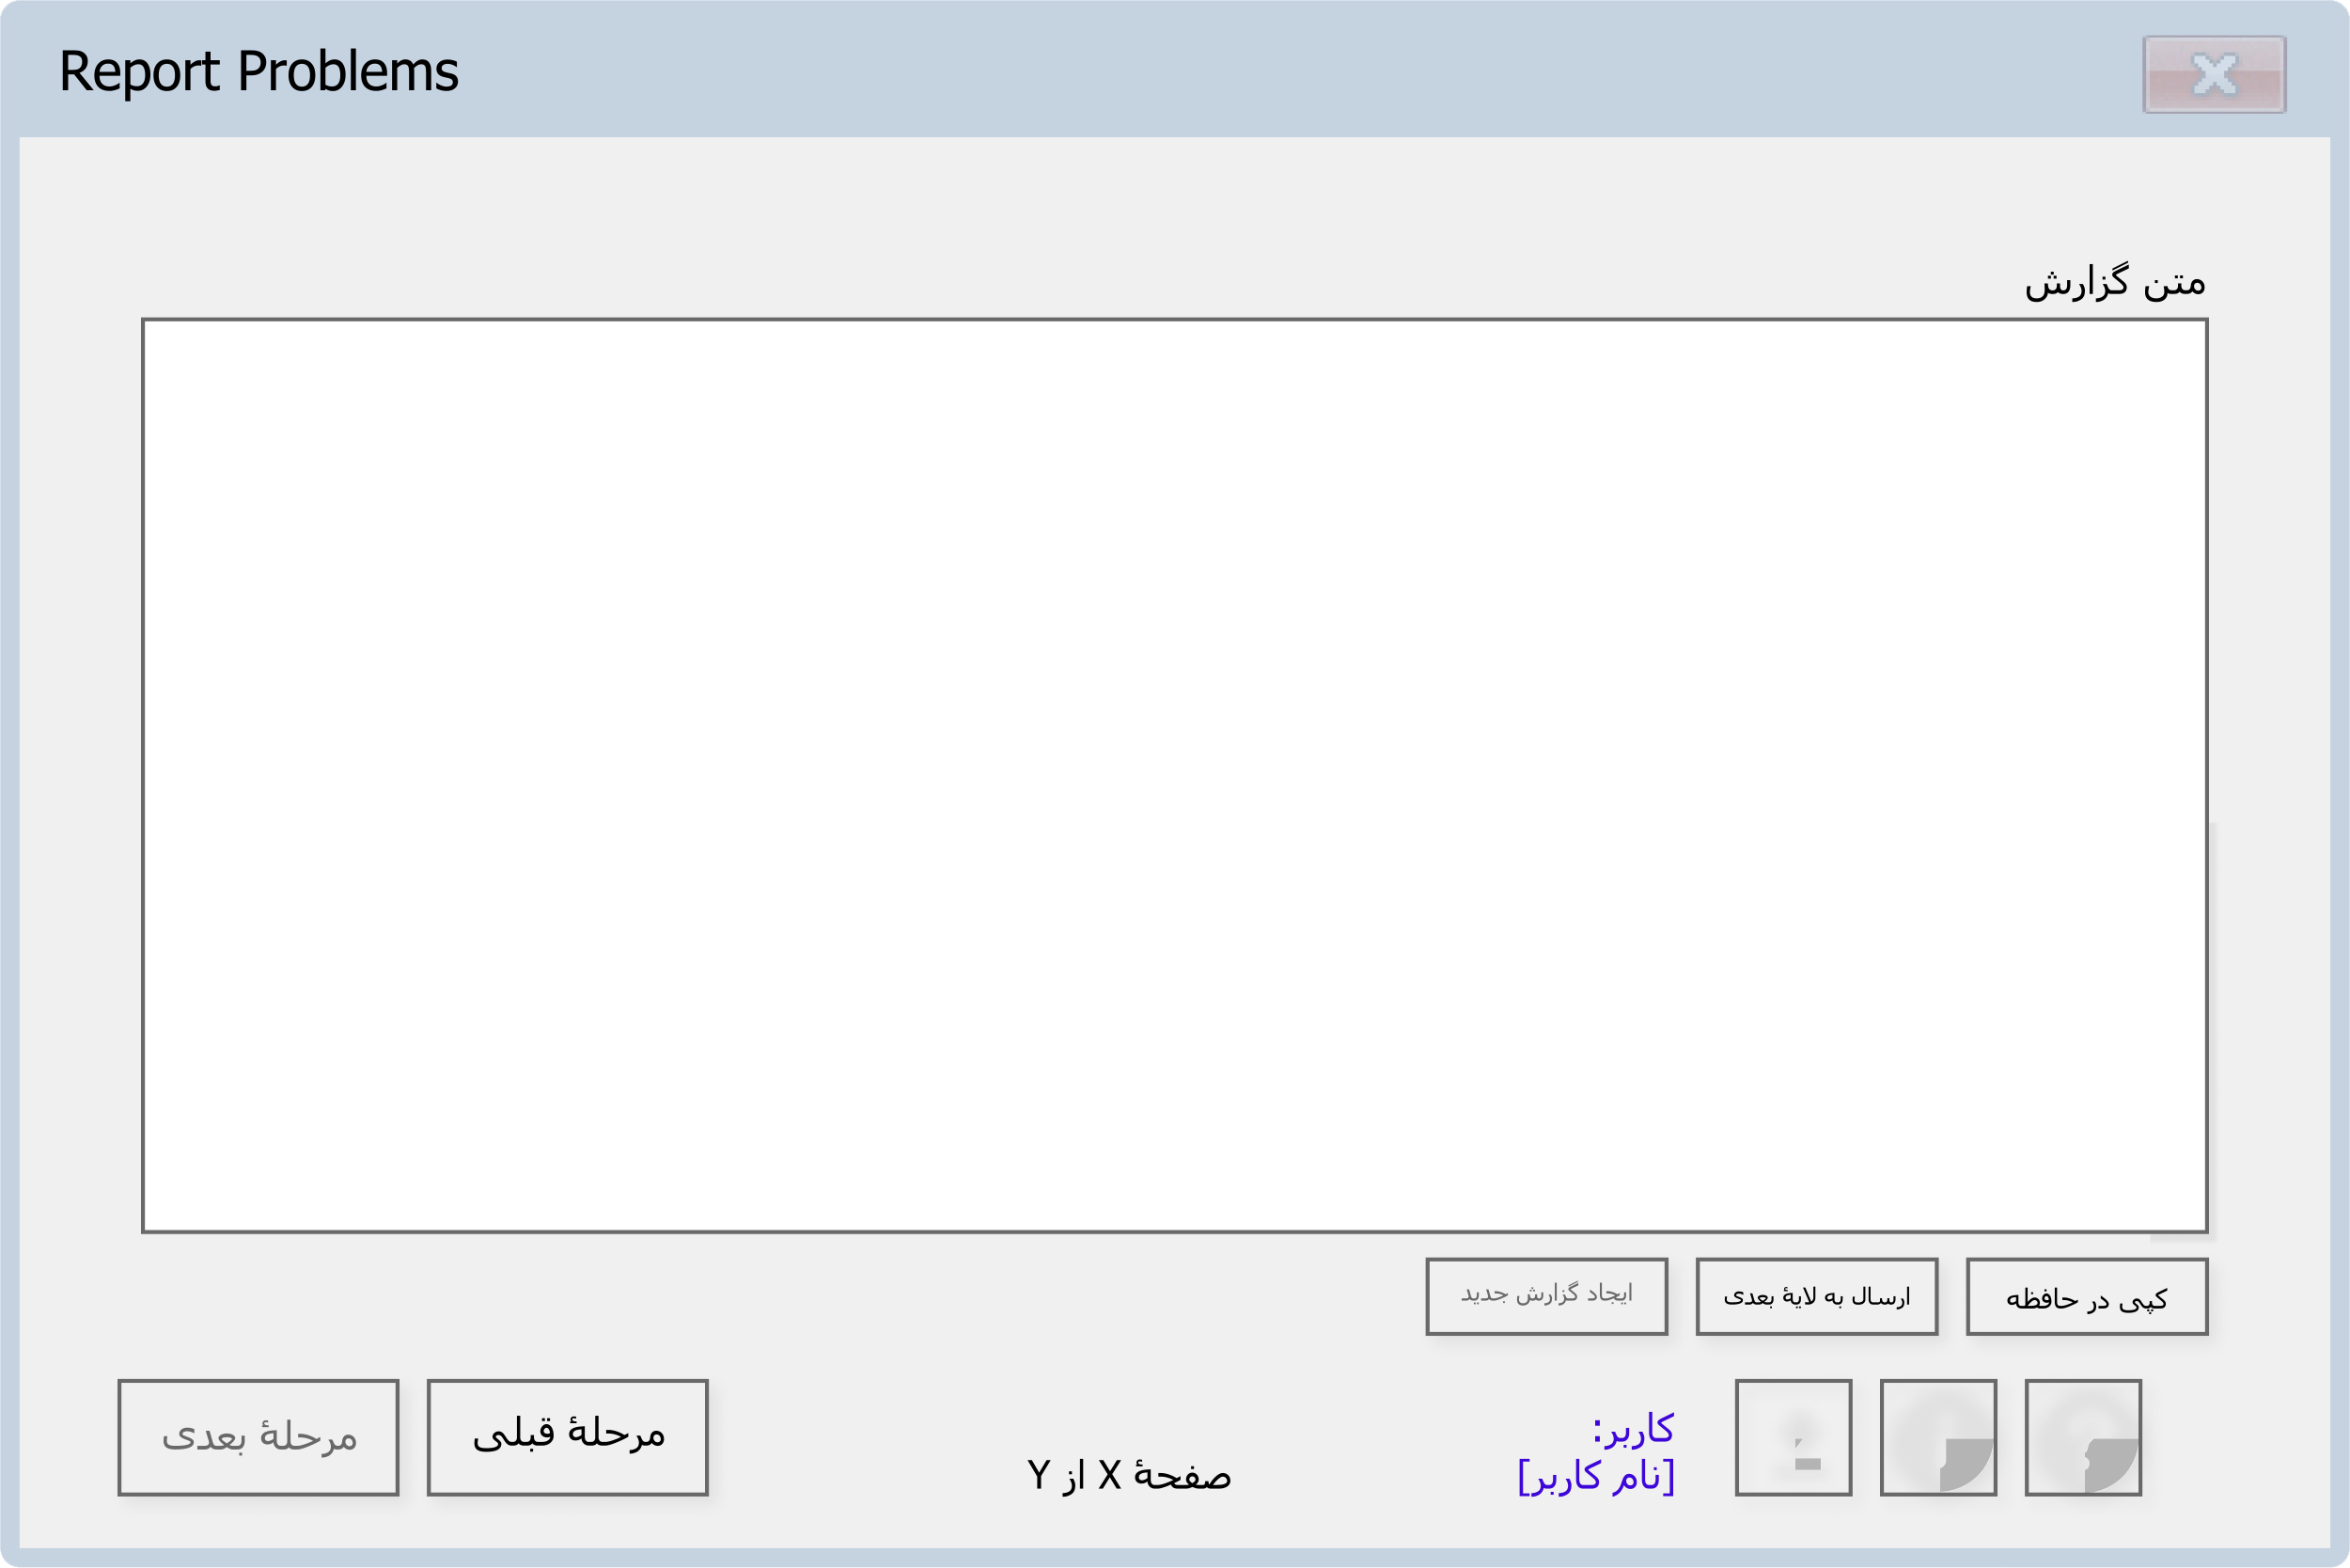 Report Problems
متن گزارش
کپی در حافظه
ارسال به لایهٔ بعدی
ایجاد گزارش جدید
کاربر:
[نام کاربر]
صفحهٔ X از Y
مرحلهٔ قبلی
مرحلهٔ بعدی